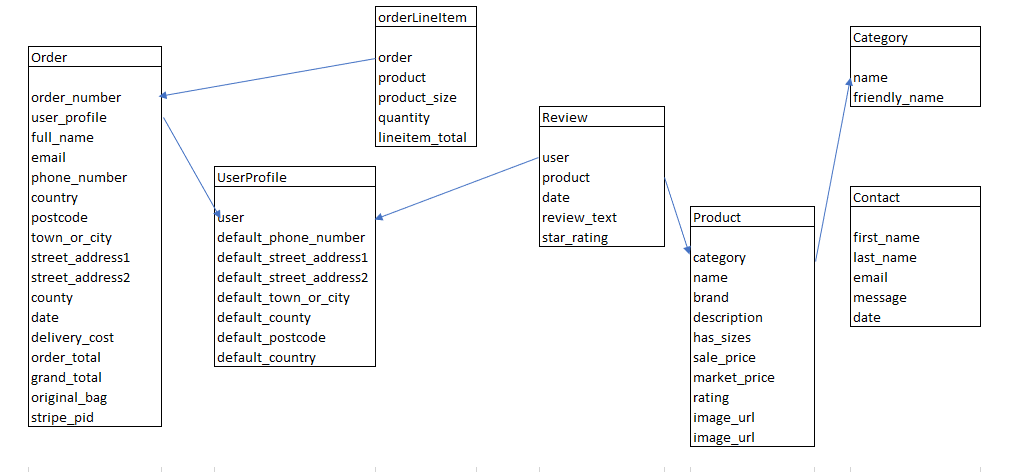 Order
order_number
user_profile
full_name
email
phone_number
country
postcode
town_or_city
street_address1
street_address2
county
date
delivery_cost
order_total
grand_total
original_bag
stripe_pid
UserProfile
user
default_phone_number
default_street_address1
default_street_address2
default_town_or_city
default_county
default_postcode
default_country
orderLineItem
order
product
product_size
quantity
lineitem_total
Review
user
product
date
review_text
star_rating
Product
category
name
brand
description
has_sizes
sale_price
market_price
rating
image_url
image_url
Category
name
friendly_name
Contact
first_name
last_name
email
message
date